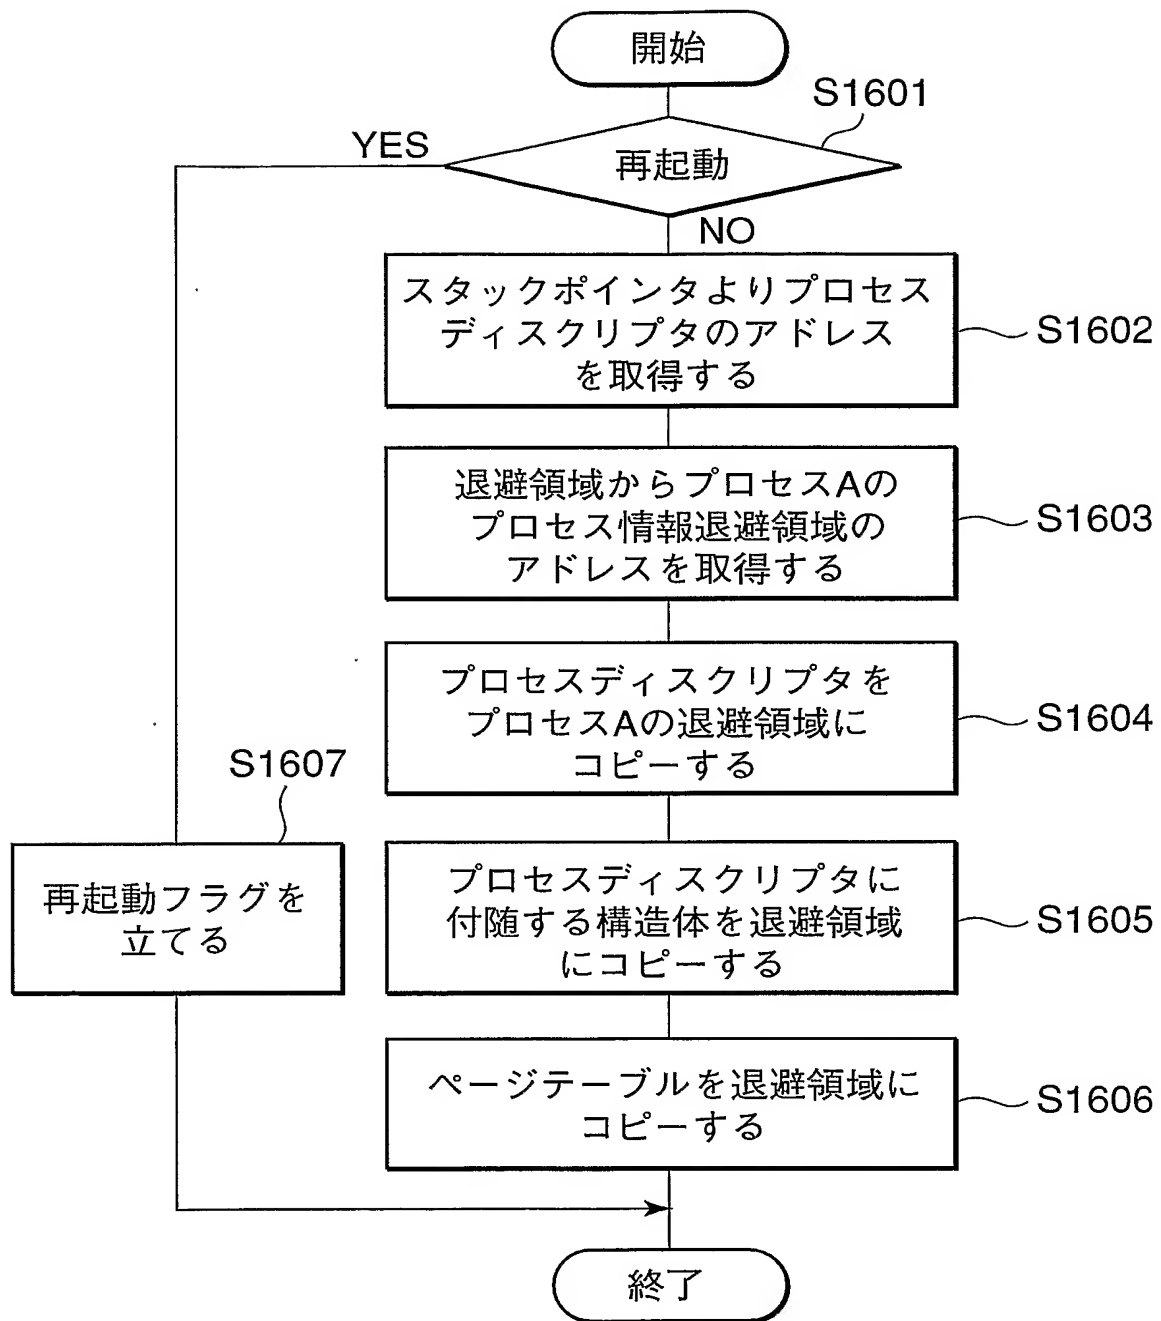 開始
S1601
YES
再起動
NO
スタックポインタよりプロセス
ディスクリプタのアドレス
を取得する
S1602
退避領域からプロセスAの
プロセス情報退避領域の
アドレスを取得する
S1603
プロセスディスクリプタを
プロセスAの退避領域に
コピーする
S1604
S1607
再起動フラグを
立てる
プロセスディスクリプタに
付随する構造体を退避領域
にコピーする
S1605
ページテーブルを退避領域に
コピーする
S1606
終了